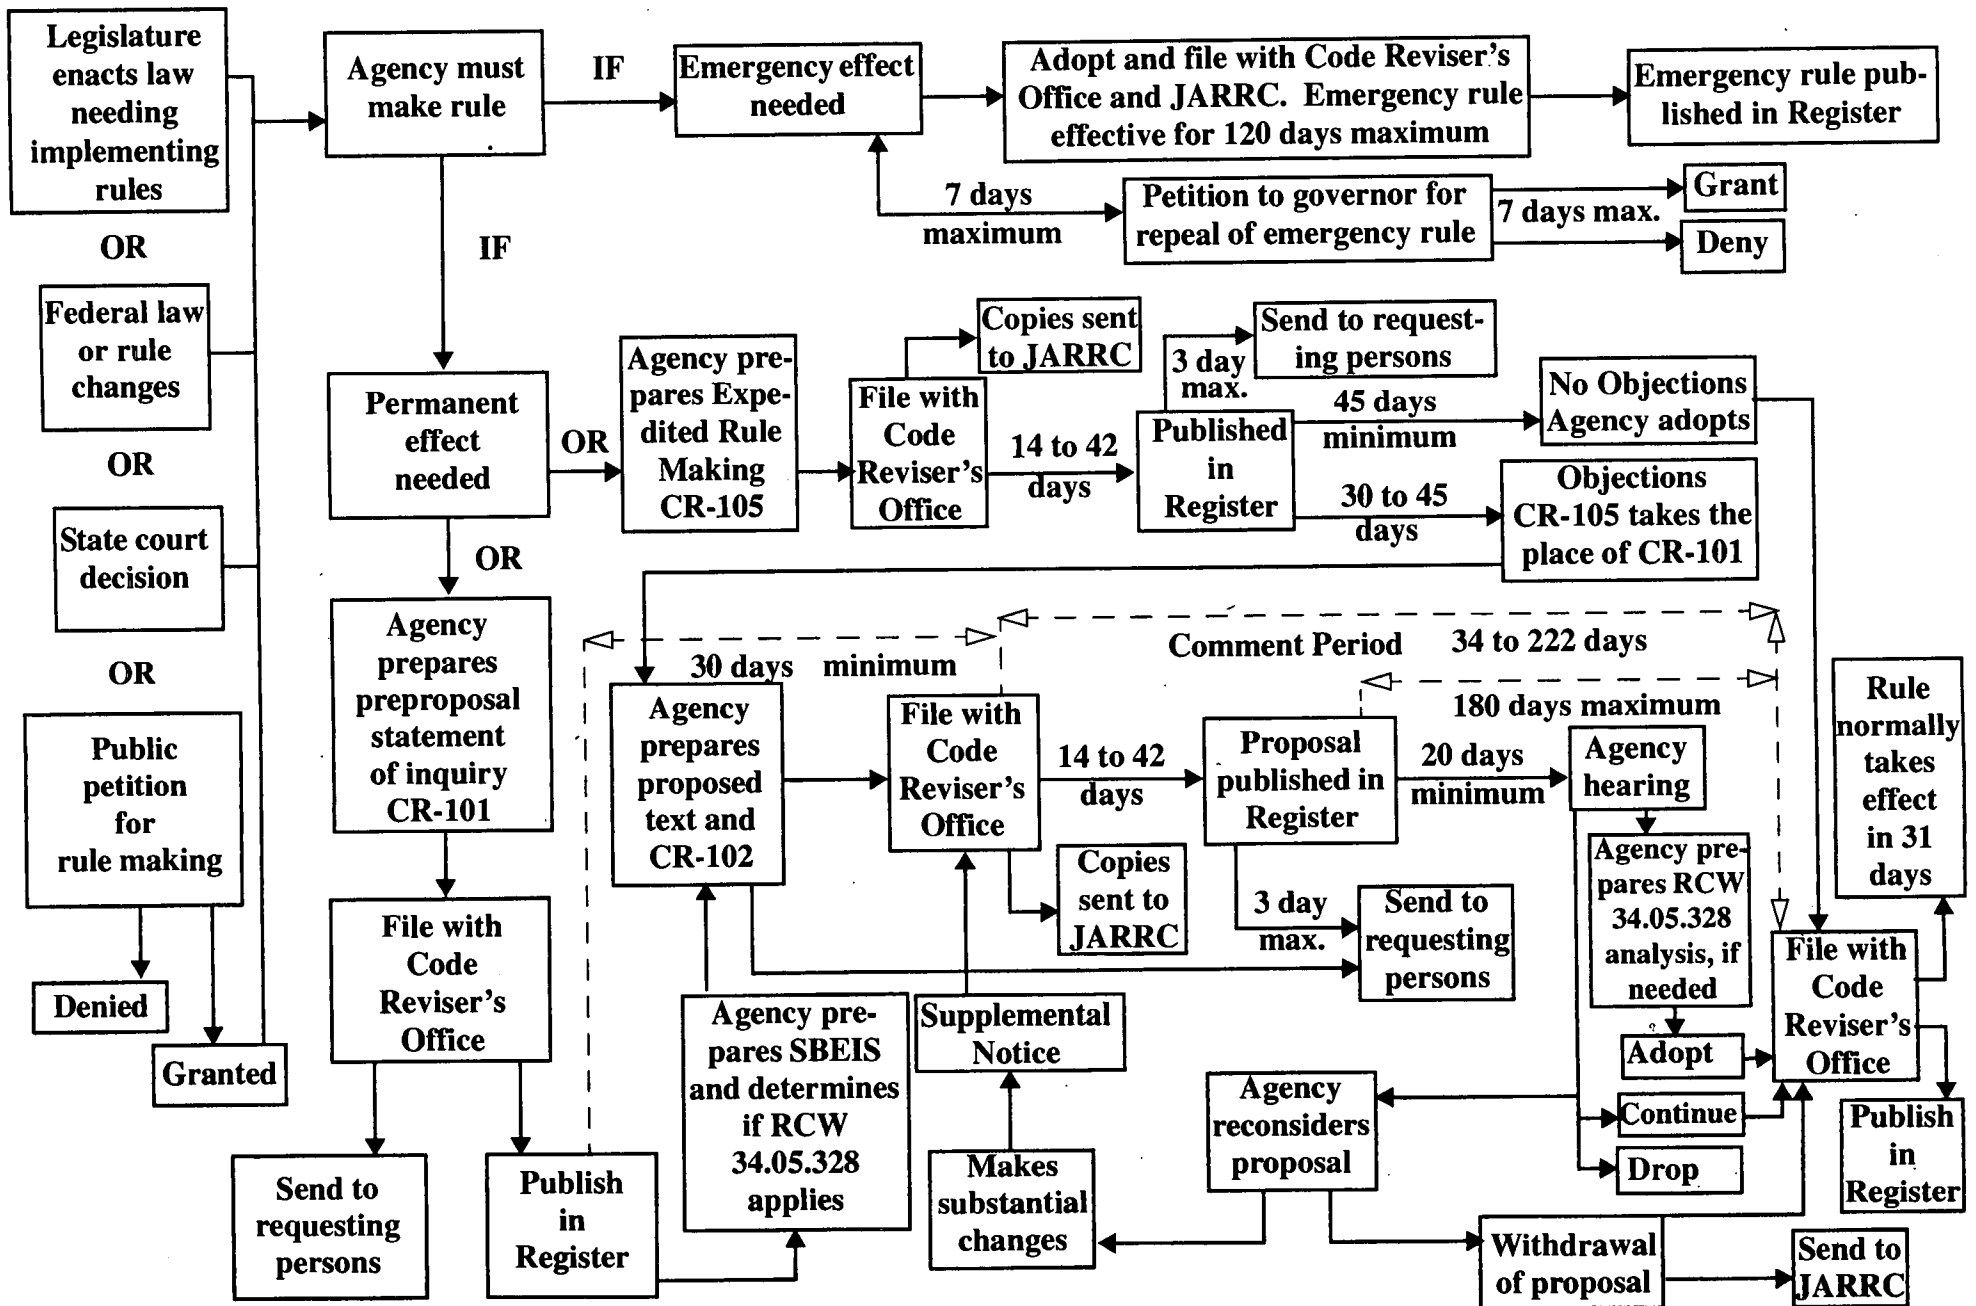 Legislature
enacts law
needing
implementing
rules
OR
Federal law
or rule
changes
OR
State court
decision
OR
Public
petition
for
rule making
Denied
Granted
Agency must
make rule
IF
Emergency effect
needed
Adopt and file with Code Reviser's
Office and JARRC. Emergency rule
effective for 120 days maximum
Emergency rule pub-
lished in Register
7 days
maximum
Petition to governor for
repeal of emergency rule
7 days max.
Grant
Deny
IF
Permanent
effect
needed
OR
Agency pre-
pares Expe-
dited Rule
Making
CR-105
File with
Code
Reviser's
Office
Copies sent
to JARRC
14 to 42
days
Published
in
Register
3 day
max.
Send to request-
ing persons
45 days
minimum
No Objections
Agency adopts
30 to 45
days
Objections
CR-105 takes the
place of CR-101
OR
Agency
prepares
preproposal
statement
of inquiry
CR-101
File with
Code
Reviser's
Office
Send to
requesting
persons
Publish
in
Register
30 days minimum
Agency
prepares
proposed
text and
CR-102
Agency pre-
pares SBEIS
and determines
if RCW
34.05.328
applies
File with
Code
Reviser's
Office
Copies
sent to
JARRC
Supplemental
Notice
Makes
substantial
changes
Comment Period 34 to 222 days
180 days maximum
14 to 42
days
Proposal
published in
Register
3 day
max.
Send to
requesting
persons
20 days
minimum
Agency
hearing
Agency pre-
pares RCW
34.05.328
analysis, if
needed
Adopt
Continue
Drop
Agency
reconsiders
proposal
Withdrawal
of proposal
Send to
JARRC
File with
Code
Reviser's
Office
Rule
normally
takes
effect
in 31
days
Publish
in
Register